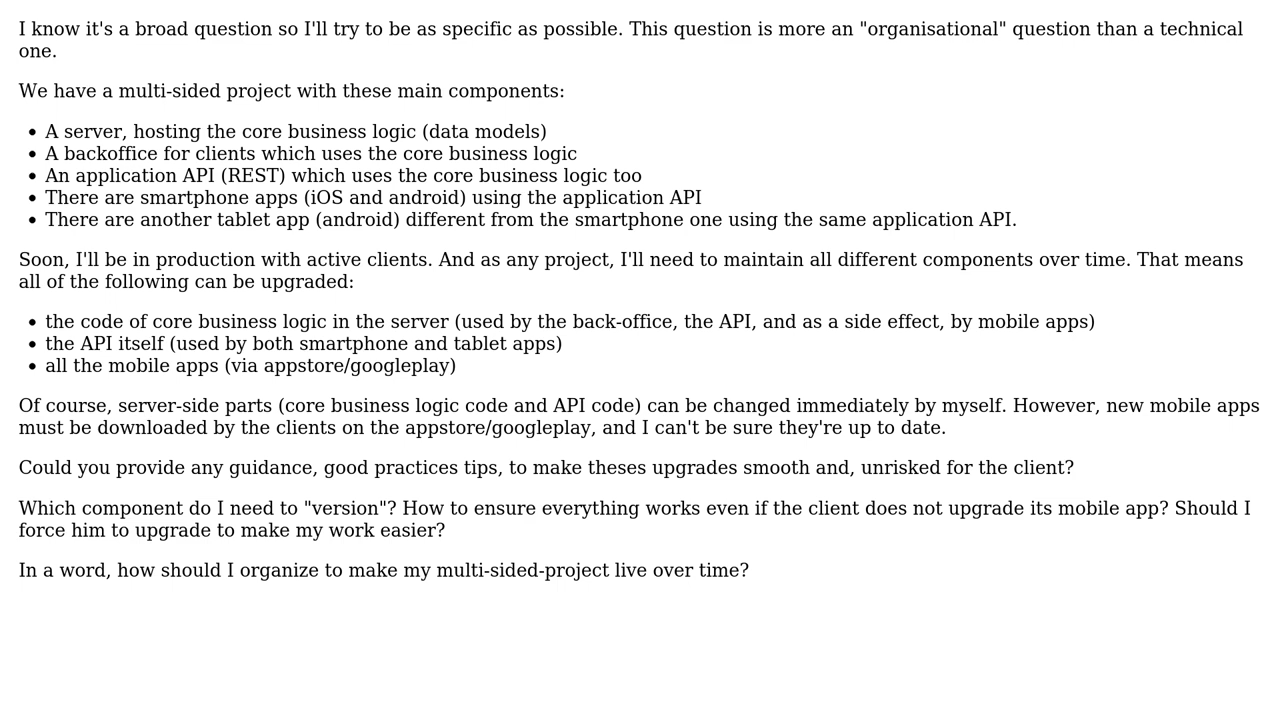 I know it's a broad question so I'll try to be as specific as possible. This question is more an "organisational" question than a technical
one.
We have a multi-sided project with these main components:
• A server, hosting the core business logic (data models)
• A backoffice for clients which uses the core business logic
• An application API (REST) which uses the core business logic too
• There are smartphone apps (iOS and android) using the application API
• There are another tablet app (android) different from the smartphone one using the same application API.
Soon, I'll be in production with active clients. And as any project, I'll need to maintain all different components over time. That means
all of the following can be upgraded:
• the code of core business logic in the server (used by the back-office, the API, and as a side effect, by mobile apps)
• the API itself (used by both smartphone and tablet apps)
• all the mobile apps (via appstore/googleplay)
Of course, server-side parts (core business logic code and API code) can be changed immediately by myself. However, new mobile apps
must be downloaded by the clients on the appstore/googleplay, and I can't be sure they're up to date.
Could you provide any guidance, good practices tips, to make theses upgrades smooth and, unrisked for the client?
Which component do I need to "version"? How to ensure everything works even if the client does not upgrade its mobile app? Should I
force him to upgrade to make my work easier?
In a word, how should I organize to make my multi-sided-project live over time?